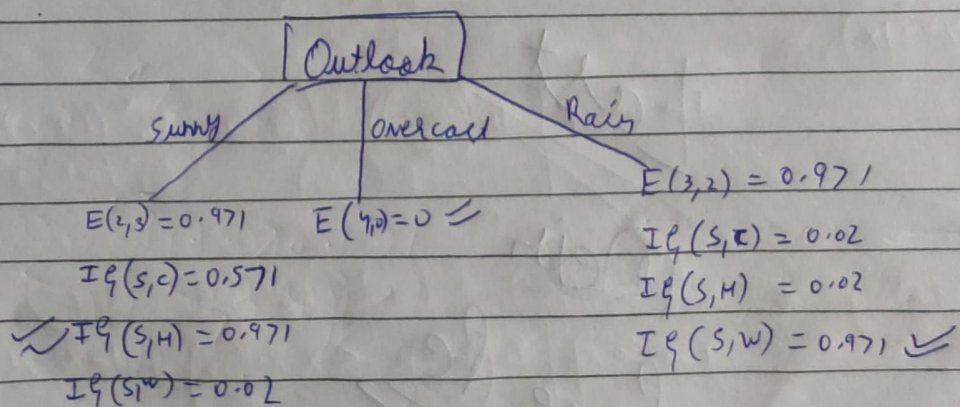 Outlook
Sunny
Overcast
Rain
E(2,3) = 0.971
IG(S,C) = 0.571
IG(S,H) = 0.971
IG(S,W) = 0.02
E(4,0) = 0
E(3,2) = 0.971
IG(S,C) = 0.02
IG(S,H) = 0.02
IG(S,W) = 0.971